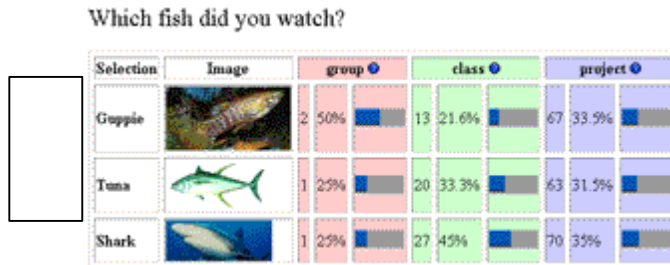 Which fish did you watch?
Selection Image group class project
Guppie 2 50% 13 21.6% 67 33.5%
Tuna 1 25% 20 33.3% 63 31.5%
Shark 1 25% 27 45% 70 35%